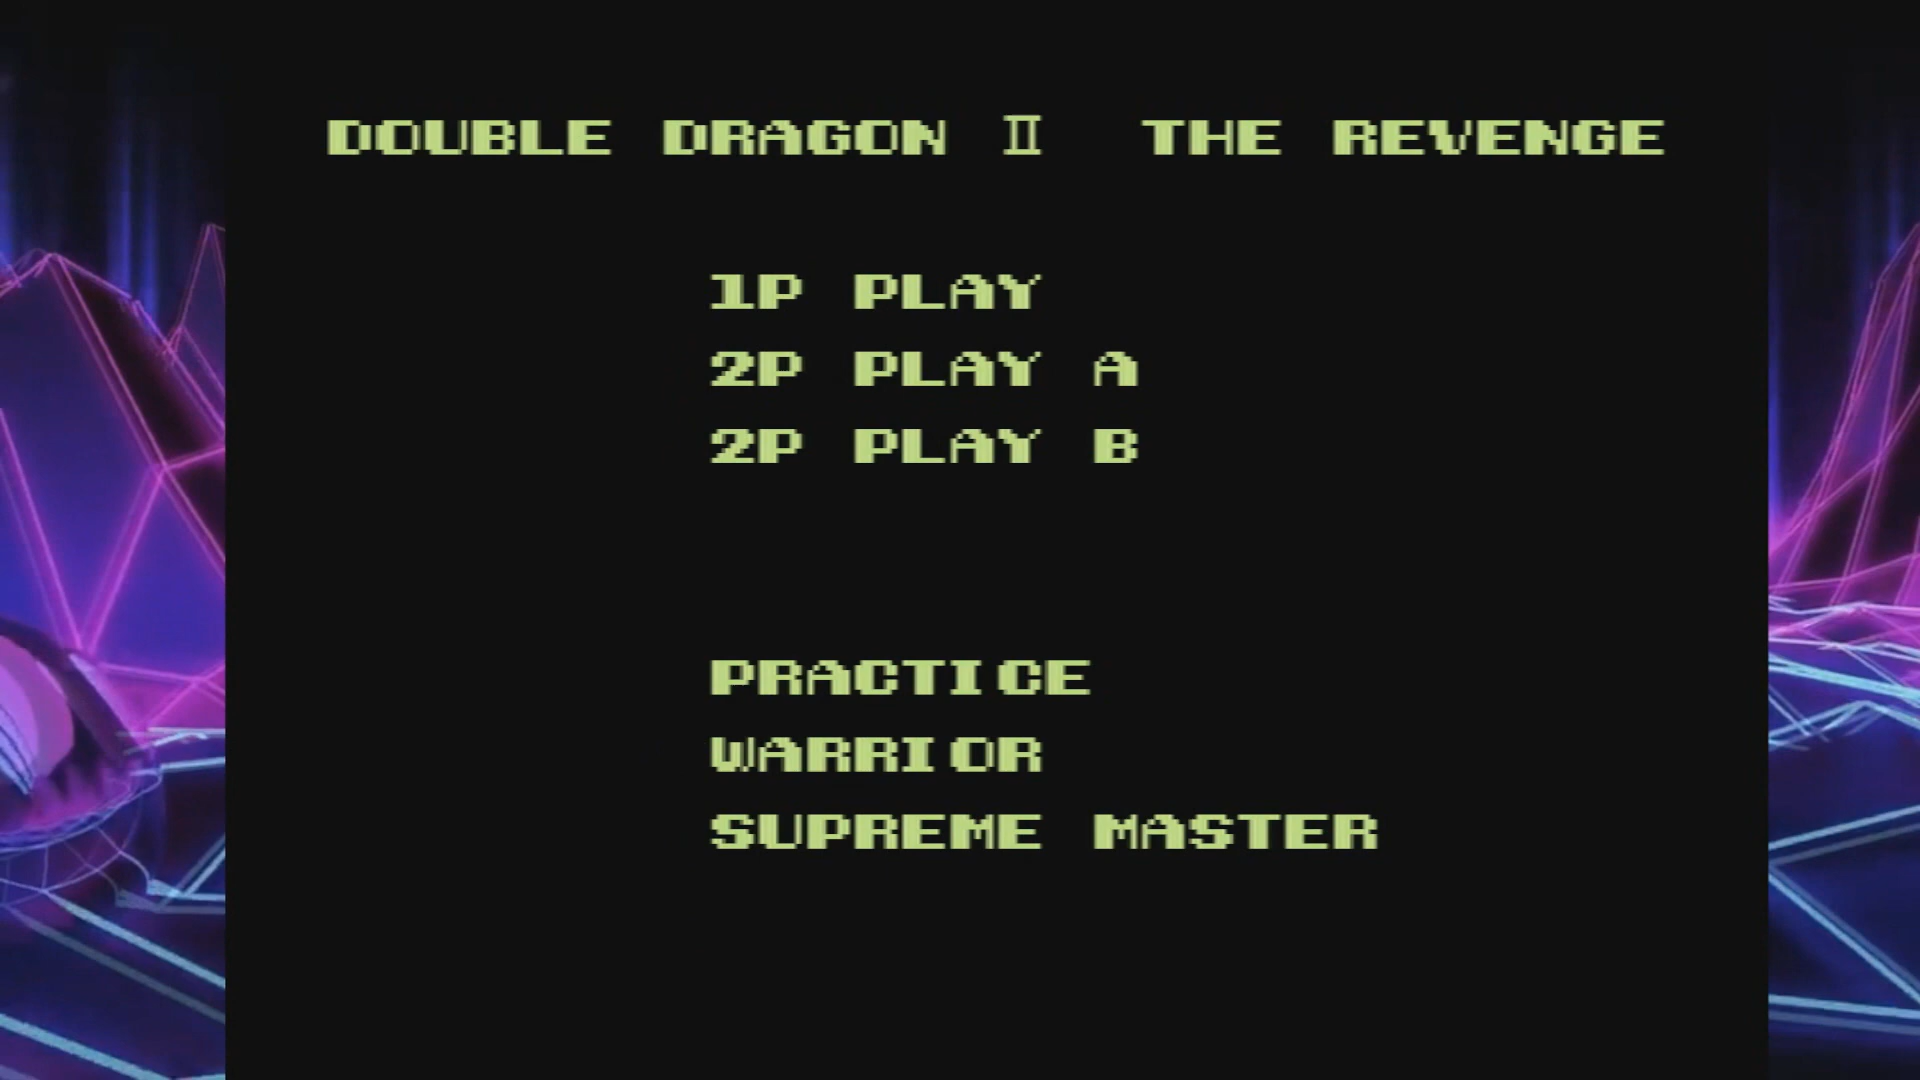 DOUBLE DRAGON Ⅱ THE REVENGE
1P PLAY
2P PLAY A
2P PLAY B
PRACTICE
WARRIOR
SUPREME MASTER